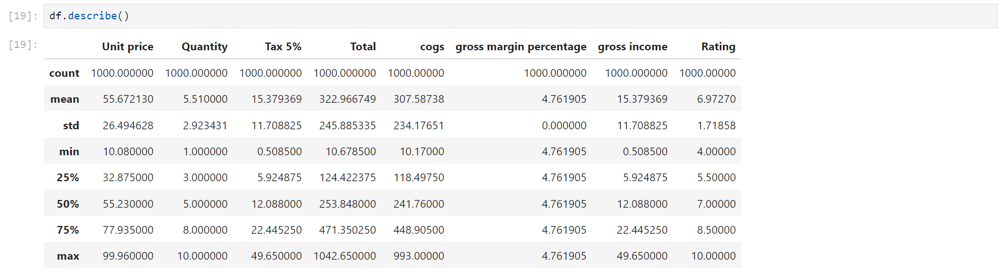 [19]: df.describe()
[19]: Unit price Quantity Tax 5% Total cogs gross margin percentage gross income Rating
count 1000.000000 1000.000000 1000.000000 1000.000000 1000.00000 1000.000000 1000.000000 1000.00000
mean 55.672130 5.510000 15.379369 322.966749 307.58738 4.761905 15.379369 6.97270
std 26.494628 2.923431 11.708825 245.885335 234.17651 0.000000 11.708825 1.71858
min 10.080000 1.000000 0.508500 10.678500 10.17000 4.761905 0.508500 4.00000
25% 32.875000 3.000000 5.924875 124.422375 118.49750 4.761905 5.924875 5.50000
50% 55.230000 5.000000 12.088000 253.848000 241.76000 4.761905 12.088000 7.00000
75% 77.935000 8.000000 22.445250 471.350250 448.90500 4.761905 22.445250 8.50000
max 99.960000 10.000000 49.650000 1042.650000 993.00000 4.761905 49.650000 10.00000